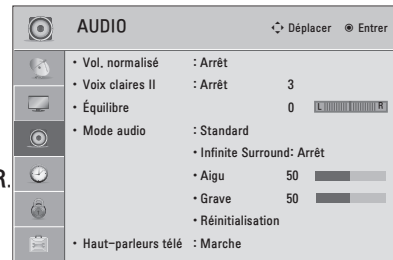 AUDIO Déplacer Entrer
• Vol. normalisé : Arrêt
• Voix claires II : Arrêt 3
• Équilibre 0 L R
• Mode audio : Standard
• Infinite Surround: Arrêt
R.
• Aigu 50
• Grave 50
• Réinitialisation
• Haut-parleurs télé : Marche